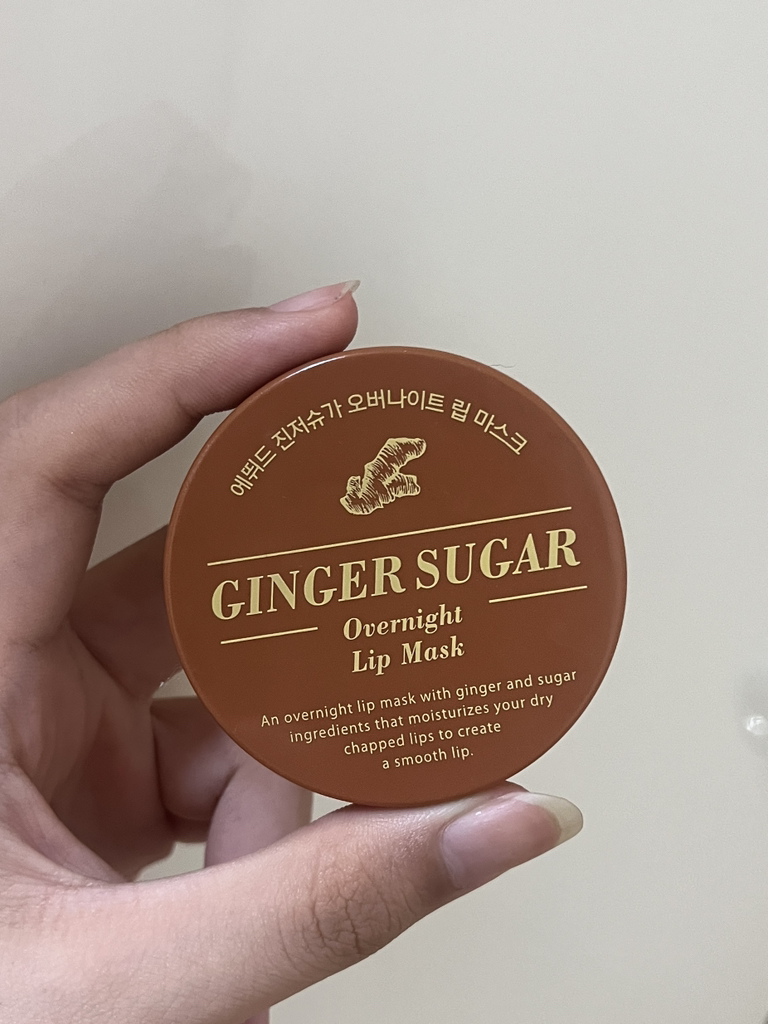 에뛰드 진저슈가 오버나이트 립 마스크
GINGER SUGAR
Overnight
Lip Mask
An overnight lip mask with ginger and sugar
ingredients that moisturizes your dry
chapped lips to create
a smooth lip.